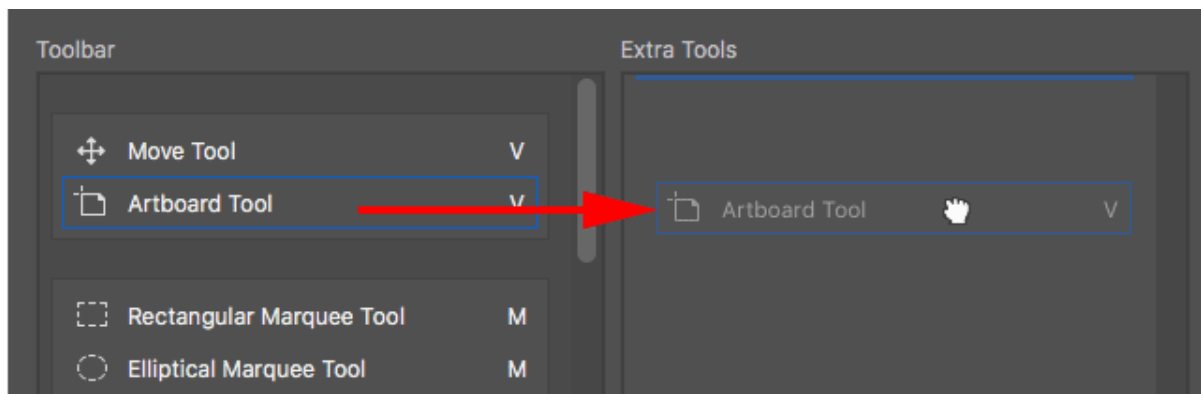 Toolbar
Extra Tools
Move Tool V
Artboard Tool V
Artboard Tool V
Rectangular Marquee Tool M
Elliptical Marquee Tool M